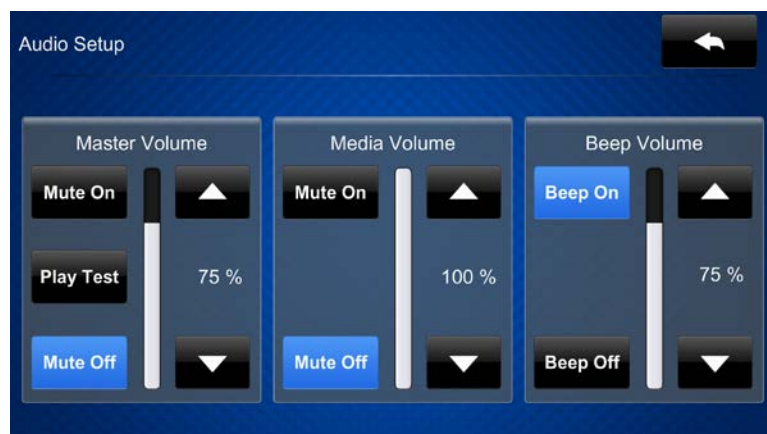 Audio Setup
Master Volume
Mute On
Play Test
75 %
Mute Off
Media Volume
Mute On
100 %
Mute Off
Beep Volume
Beep On
75 %
Beep Off